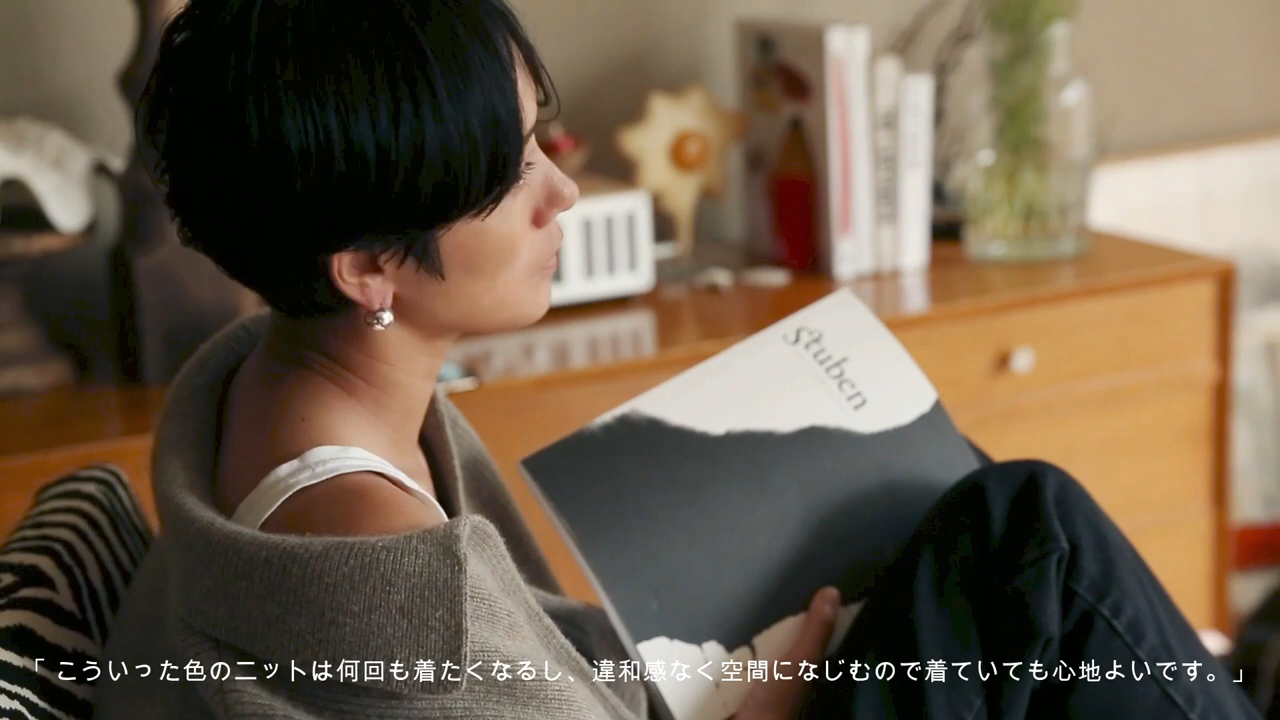 Stuben
「 こういった色のニットは何回も着たくなるし、違和感なく空間になじむので着ていても心地よいです。」